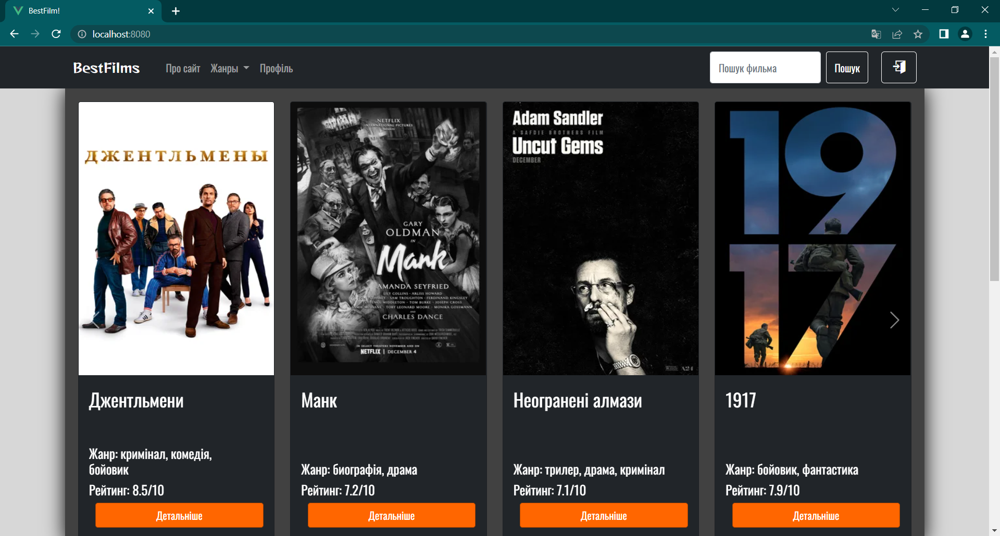 BestFilm!
localhost:8080
BestFilms
Про сайт
Жанры
Профіль
Пошук фильма
Пошук
ДЖЕНТЛЬМЕНЫ
NETFLIX
INTERNATIONAL PICTURES
PRESENTS
GARY
OLDMAN
IN
Mank
AMANDA SEYFRIED
LILY COLLINS - ARLISS HOWARD
TOM PELPHREY - SAM TROUGHTON - FERDINAND KINGSLEY
TUPPENCE MIDDLETON - TOM BURKE - JOSEPH CROSS
JAMIE MCSHANE - TOBY LEONARD MOORE - MONIKA GOSSMANN
AND
CHARLES DANCE
IN SELECT THEATERS NOVEMBER AND ON
NETFLIX | DECEMBER 4
Adam Sandler
A SAFDIE BROTHERS FILM
Uncut Gems
DECEMBER
A24
19
17
Джентльмени
Жанр: кримінал, комедія,
бойовик
Рейтинг: 8.5/10
Детальніше
Манк
Жанр: биографія, драма
Рейтинг: 7.2/10
Детальніше
Неогранені алмази
Жанр: трилер, драма, кримінал
Рейтинг: 7.1/10
Детальніше
1917
Жанр: бойовик, фантастика
Рейтинг: 7.9/10
Детальніше